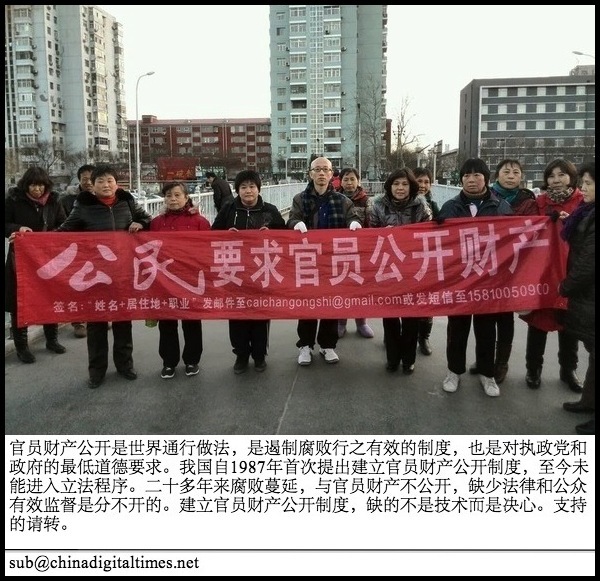 公民要求官员公开财产
签名:“姓名+居住地+职业”发邮件至caichangongshi@gmail.com或发短信至15810050900
官员财产公开是世界通行做法，是遏制腐败行之有效的制度，也是对执政党和
政府的最低道德要求。我国自1987年首次提出建立官员财产公开制度，至今未
能进入立法程序。二十多年来腐败蔓延，与官员财产不公开，缺少法律和公众
有效监督是分不开的。建立官员财产公开制度，缺的不是技术而是决心。支持
的请转。
sub@chinadigitaltimes.net